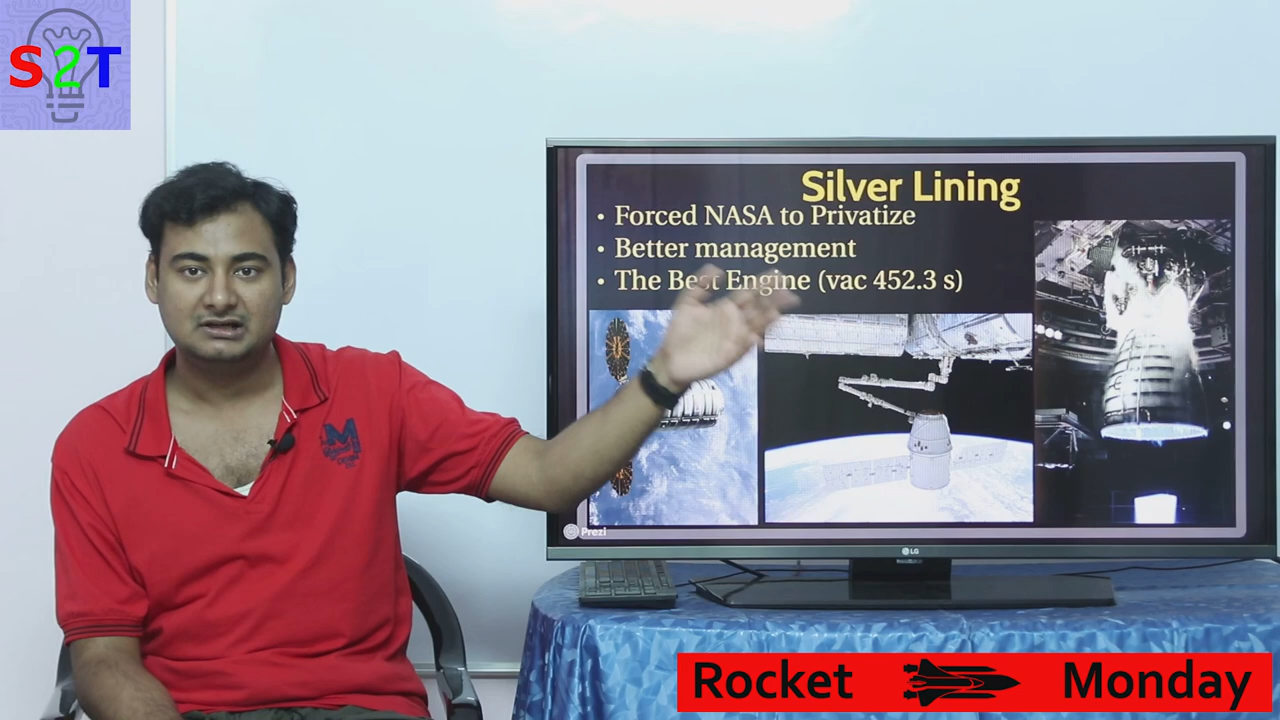 S2T
Silver Lining
• Forced NASA to Privatize
• Better management
• The Best Engine (vac 452.3 s)
M
Prezi
LG
Rocket Monday